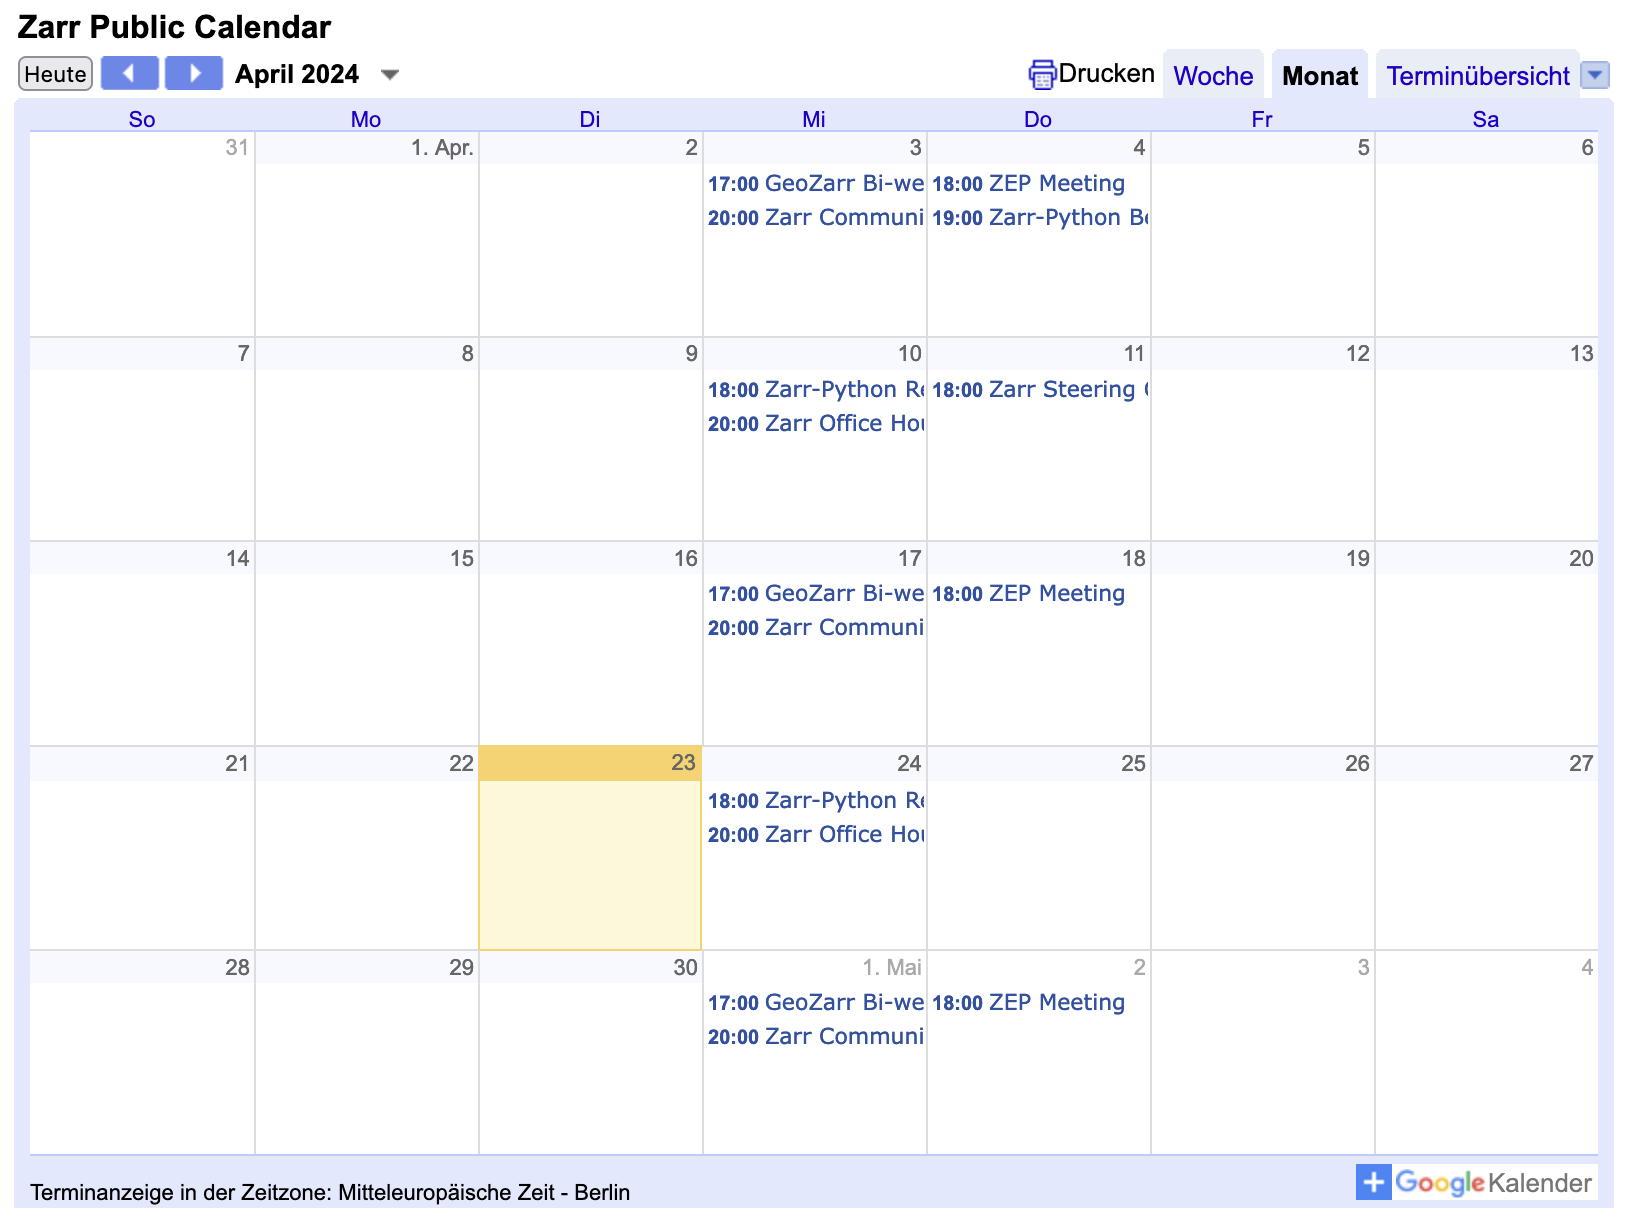 Zarr Public Calendar
Heute April 2024 Drucken Woche Monat Terminübersicht
So Mo Di Mi Do Fr Sa
31 1. Apr. 2 3 4 5 6
17:00 GeoZarr Bi-we 18:00 ZEP Meeting
20:00 Zarr Communi 19:00 Zarr-Python
7 8 9 10 11 12 13
18:00 Zarr-Python 18:00 Zarr Steering
20:00 Zarr Office
14 15 16 17 18 19 20
17:00 GeoZarr Bi-we 18:00 ZEP Meeting
20:00 Zarr Communi
21 22 23 24 25 26 27
18:00 Zarr-Python
20:00 Zarr Office
28 29 30 1. Mai 2 3 4
17:00 GeoZarr Bi-we 18:00 ZEP Meeting
20:00 Zarr Communi
Terminanzeige in der Zeitzone: Mitteleuropäische Zeit - Berlin
Google Kalender